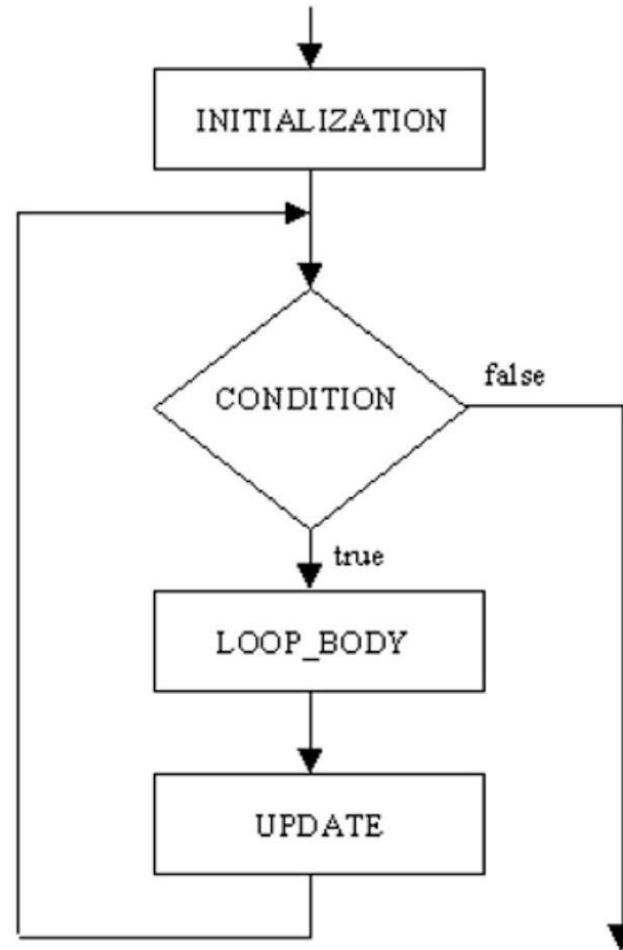 INITIALIZATION
CONDITION
false
true
LOOP_BODY
UPDATE